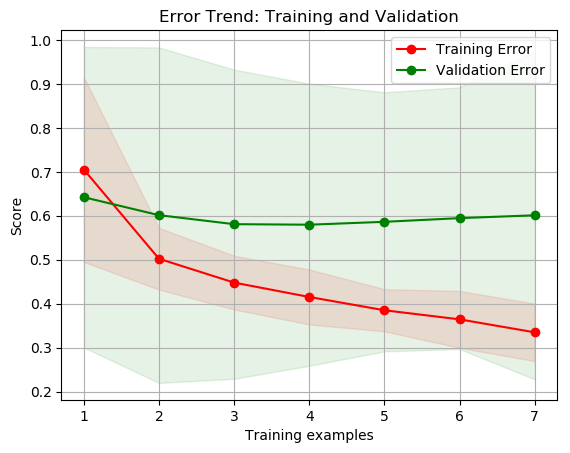 Error Trend: Training and Validation
Training Error
Validation Error
Score
1.0
0.9
0.8
0.7
0.6
0.5
0.4
0.3
0.2
1 2 3 4 5 6 7
Training examples